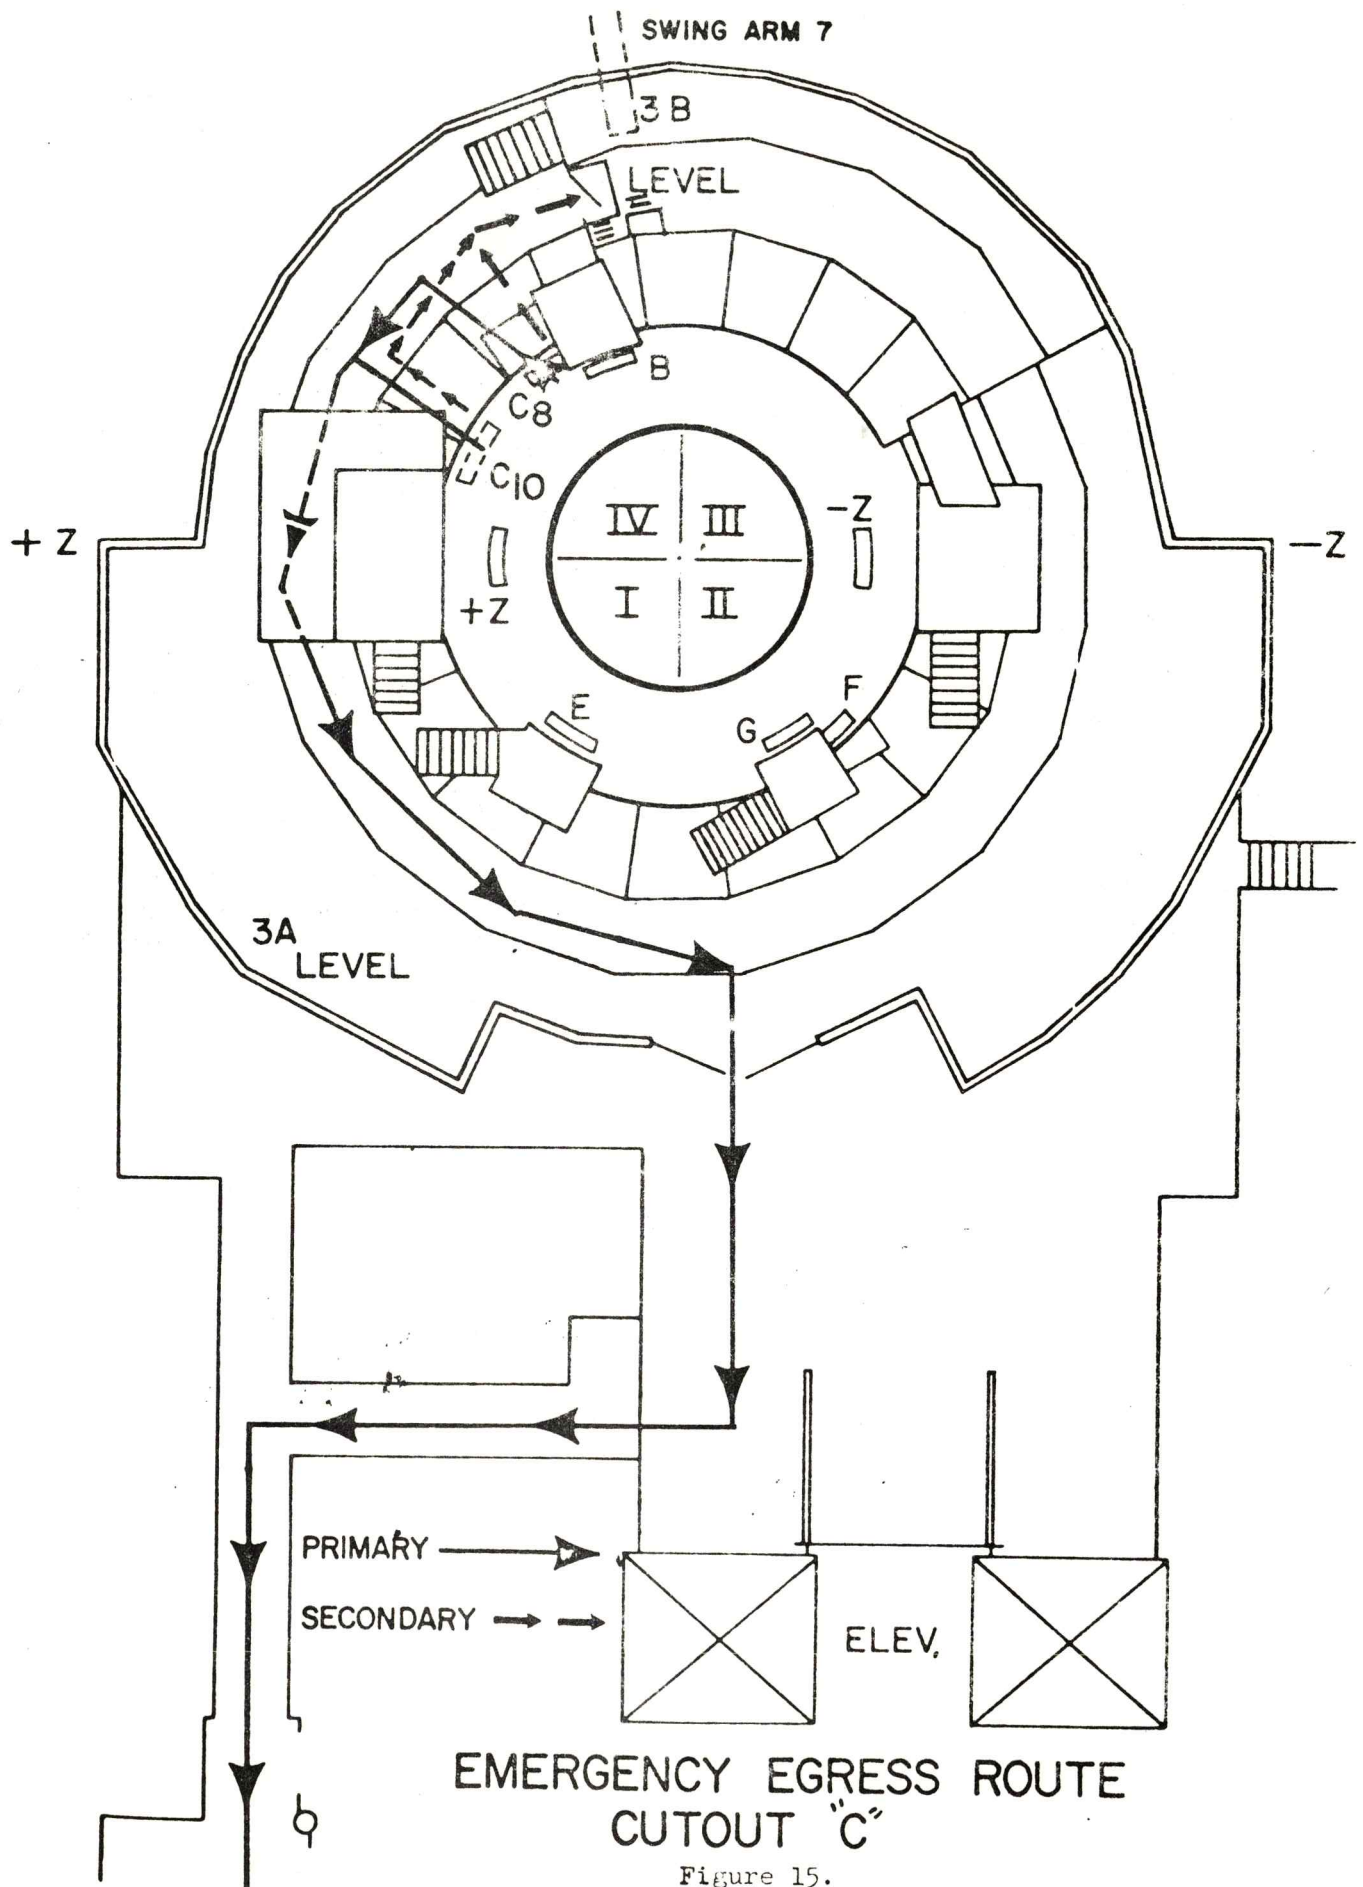 SWING ARM 7
3B
LEVEL
B
C8
C10
+Z
-Z
IV III
I II
-Z
+Z
E
G
F
3A
LEVEL
PRIMARY
SECONDARY
ELEV.
EMERGENCY EGRESS ROUTE
CUTOUT "C"
Figure 15.